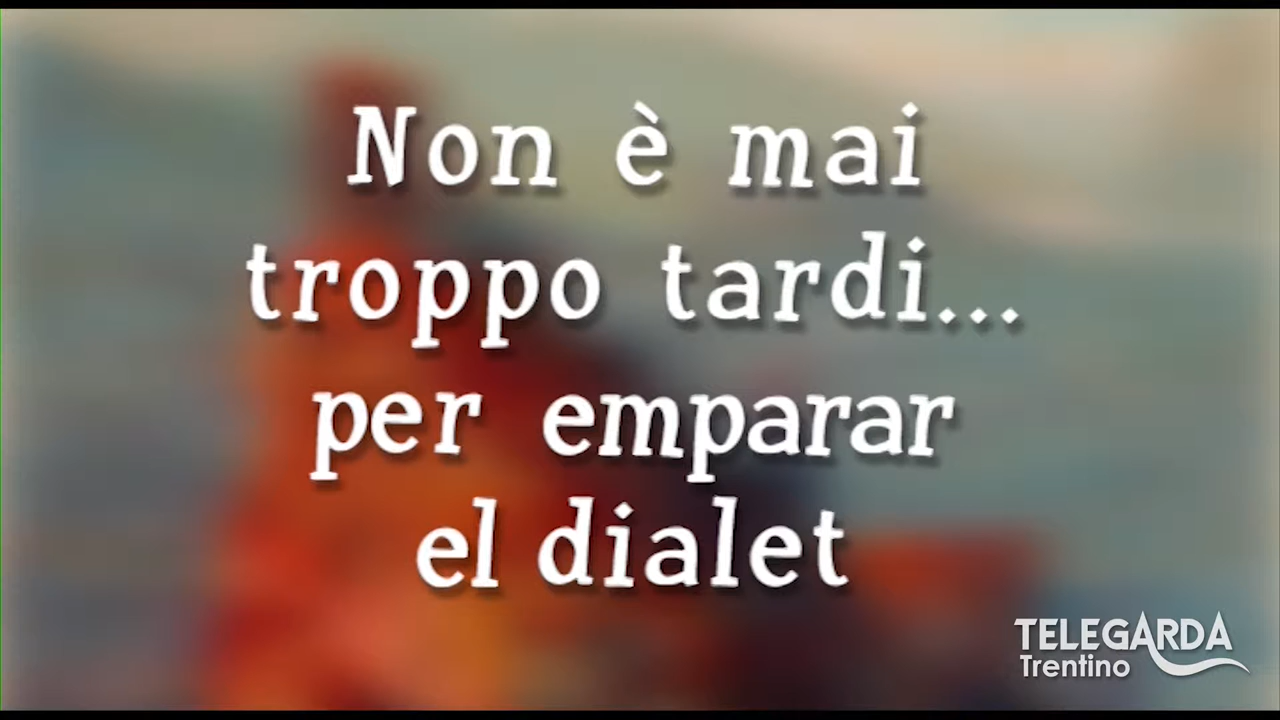 Non è mai
troppo tardi...
per emparar
el dialet
TELEGARDA
Trentino